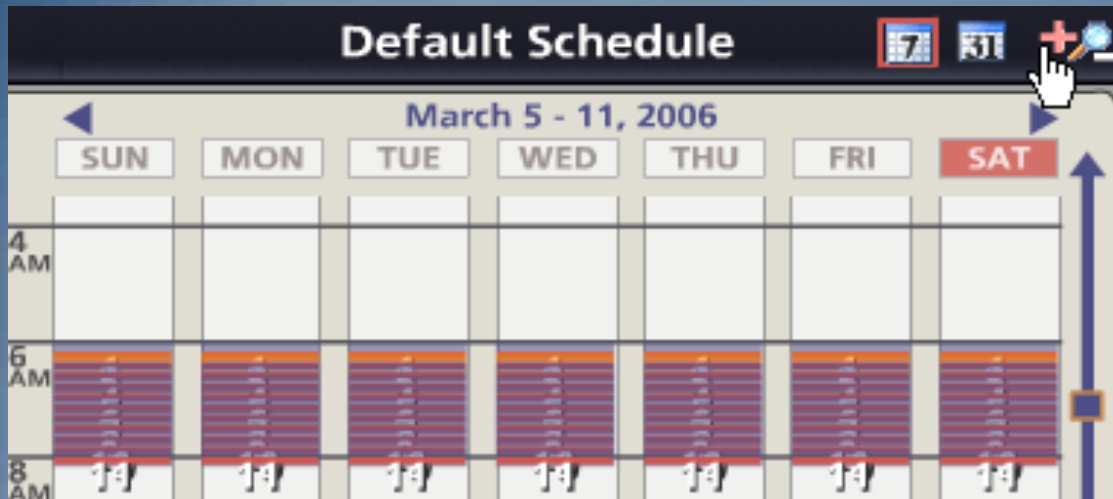 Default Schedule
7
31
March 5 - 11, 2006
SUN MON TUE WED THU FRI SAT
4
AM
6
AM
8
AM